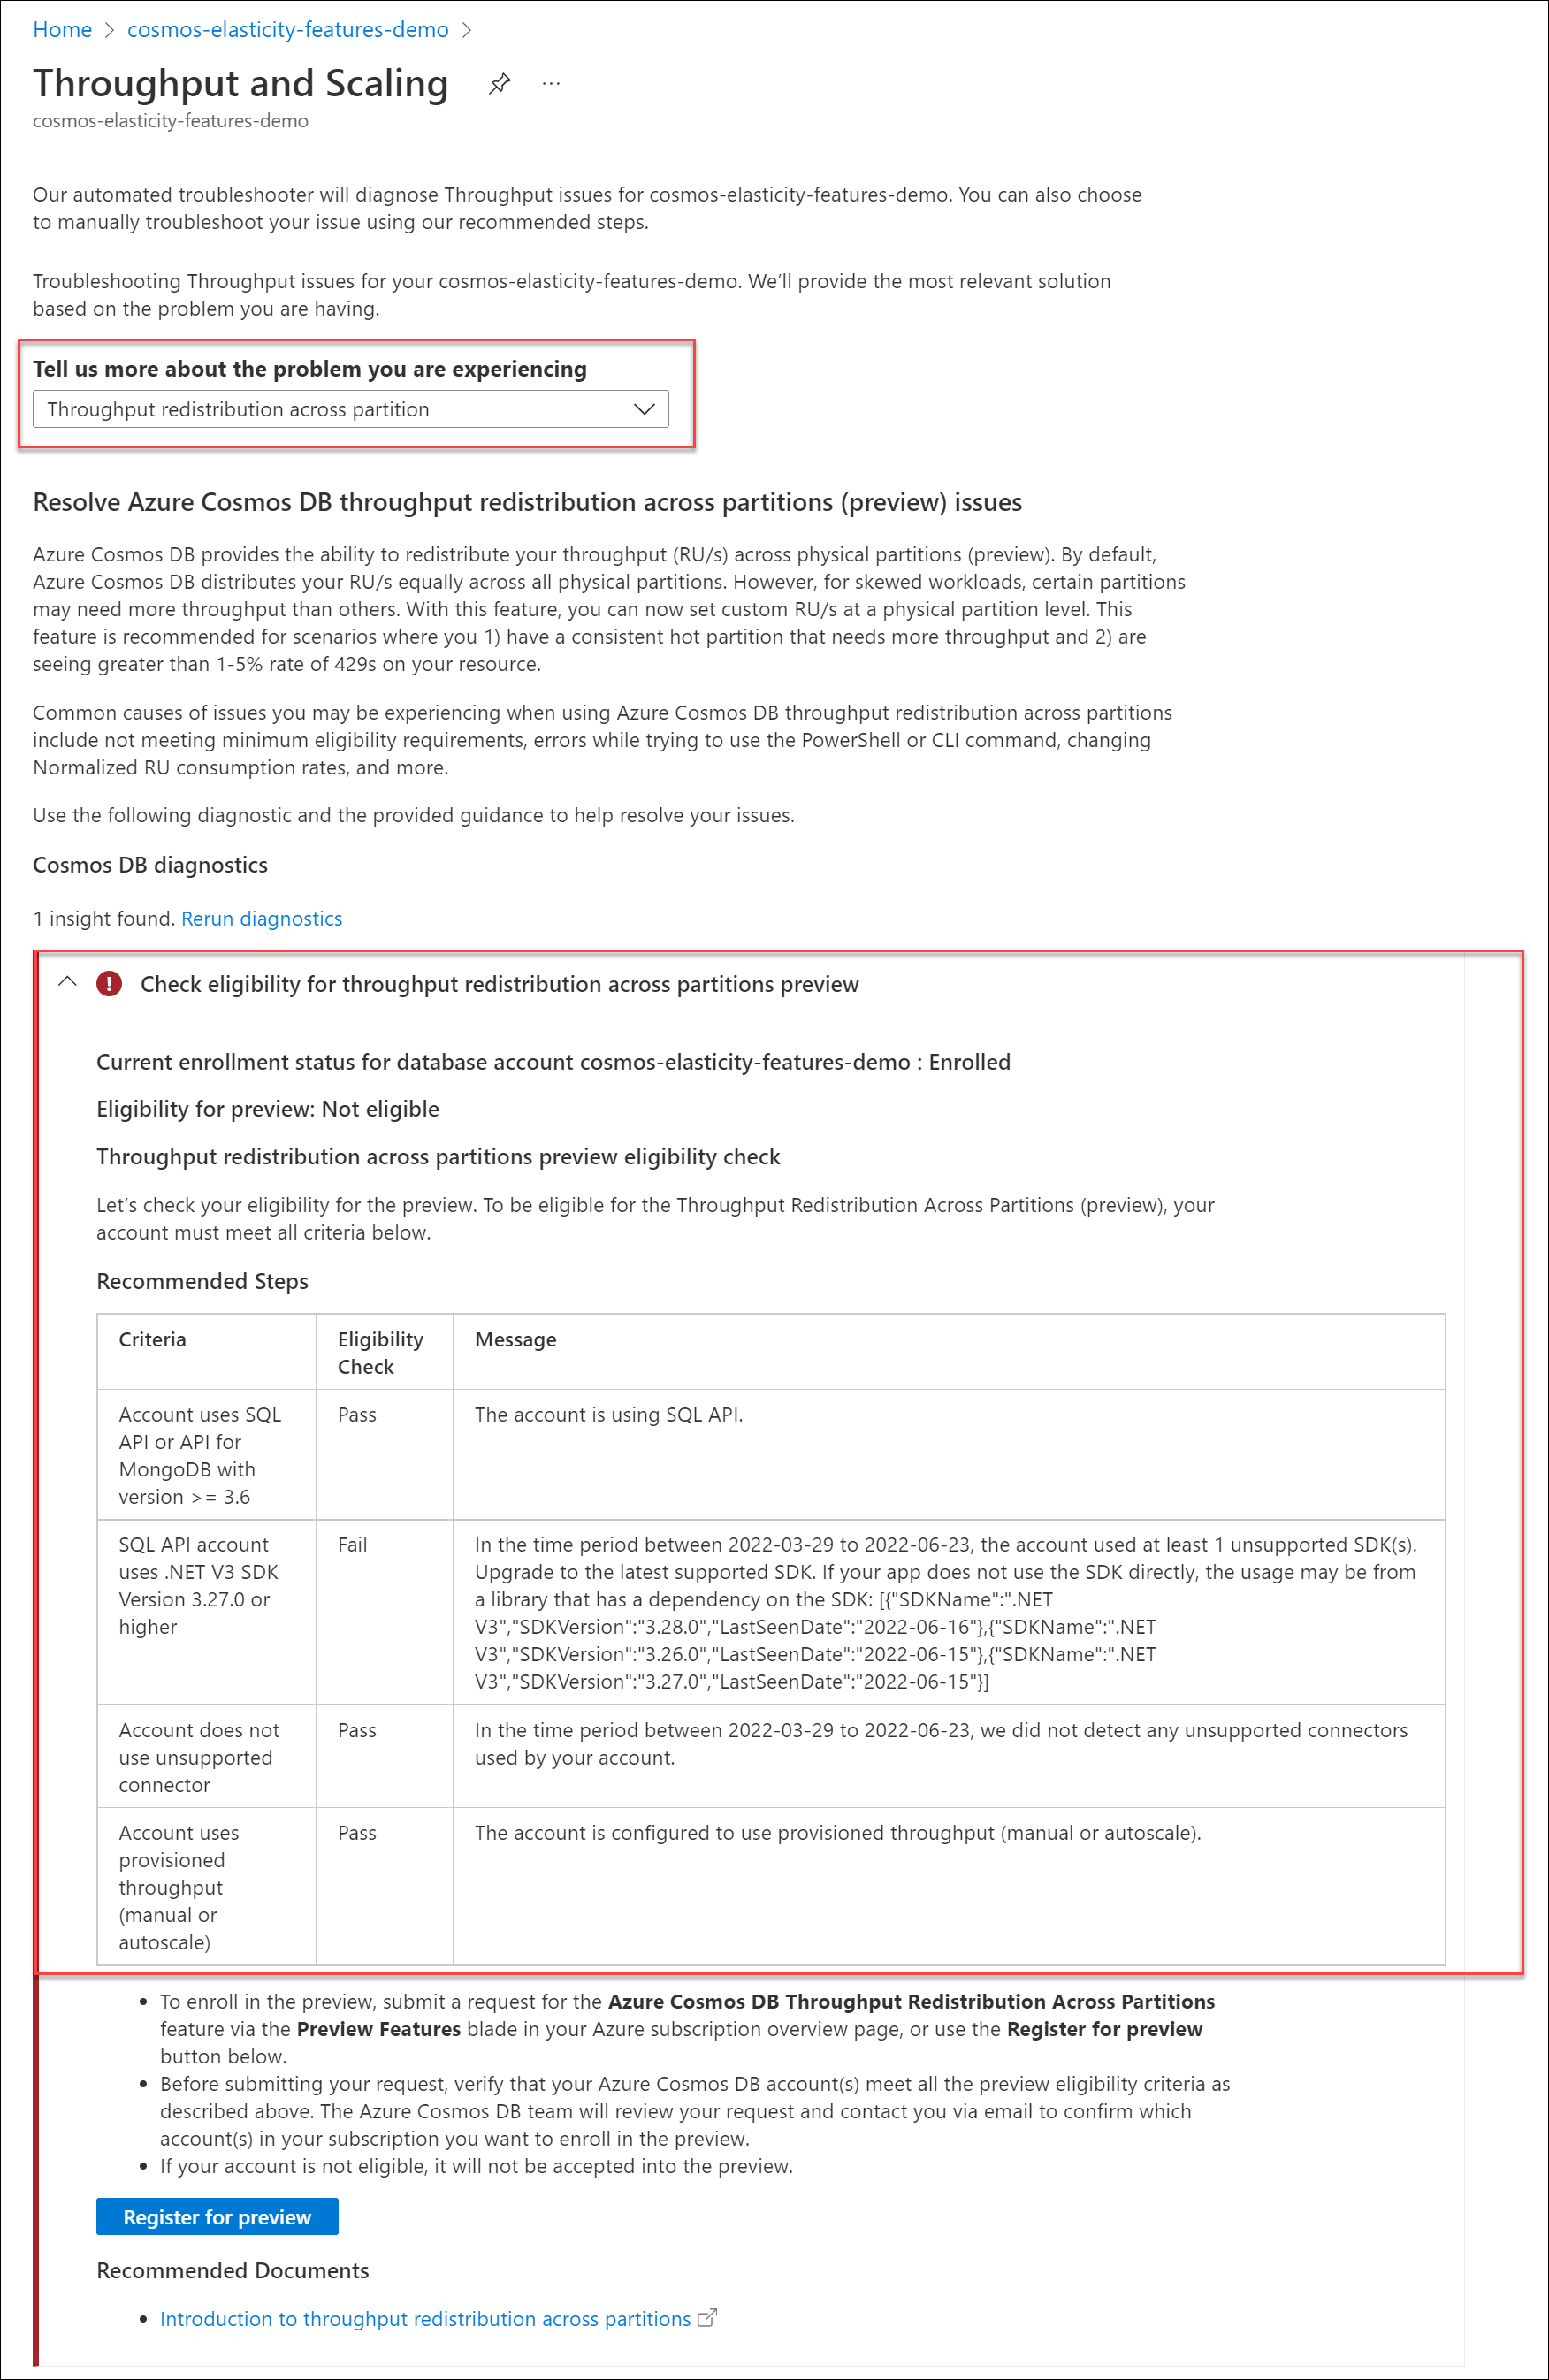 Home > cosmos-elasticity-features-demo >
Throughput and Scaling ...
cosmos-elasticity-features-demo
Our automated troubleshooter will diagnose Throughput issues for cosmos-elasticity-features-demo. You can also choose
to manually troubleshoot your issue using our recommended steps.
Troubleshooting Throughput issues for your cosmos-elasticity-features-demo. We’ll provide the most relevant solution
based on the problem you are having.
Tell us more about the problem you are experiencing
Throughput redistribution across partition
Resolve Azure Cosmos DB throughput redistribution across partitions (preview) issues
Azure Cosmos DB provides the ability to redistribute your throughput (RU/s) across physical partitions (preview). By default,
Azure Cosmos DB distributes your RU/s equally across all physical partitions. However, for skewed workloads, certain partitions
may need more throughput than others. With this feature, you can now set custom RU/s at a physical partition level. This
feature is recommended for scenarios where you 1) have a consistent hot partition that needs more throughput and 2) are
seeing greater than 1-5% rate of 429s on your resource.
Common causes of issues you may be experiencing when using Azure Cosmos DB throughput redistribution across partitions
include not meeting minimum eligibility requirements, errors while trying to use the PowerShell or CLI command, changing
Normalized RU consumption rates, and more.
Use the following diagnostic and the provided guidance to help resolve your issues.
Cosmos DB diagnostics
1 insight found. Rerun diagnostics
Check eligibility for throughput redistribution across partitions preview
Current enrollment status for database account cosmos-elasticity-features-demo : Enrolled
Eligibility for preview: Not eligible
Throughput redistribution across partitions preview eligibility check
Let’s check your eligibility for the preview. To be eligible for the Throughput Redistribution Across Partitions (preview), your
account must meet all criteria below.
Recommended Steps
Criteria
Eligibility
Check
Message
Account uses SQL
API or API for
MongoDB with
version >= 3.6
Pass
The account is using SQL API.
SQL API account
uses .NET V3 SDK
Version 3.27.0 or
higher
Fail
In the time period between 2022-03-29 to 2022-06-23, the account used at least 1 unsupported SDK(s).
Upgrade to the latest supported SDK. If your app does not use the SDK directly, the usage may be from
a library that has a dependency on the SDK: [{"SDKName":".NET
V3","SDKVersion":"3.28.0","LastSeenDate":"2022-06-16"},{"SDKName":".NET
V3","SDKVersion":"3.26.0","LastSeenDate":"2022-06-15"},{"SDKName":".NET
V3","SDKVersion":"3.27.0","LastSeenDate":"2022-06-15"}]
Account does not
use unsupported
connector
Pass
In the time period between 2022-03-29 to 2022-06-23, we did not detect any unsupported connectors
used by your account.
Account uses
provisioned
throughput
(manual or
autoscale)
Pass
The account is configured to use provisioned throughput (manual or autoscale).
• To enroll in the preview, submit a request for the Azure Cosmos DB Throughput Redistribution Across Partitions
feature via the Preview Features blade in your Azure subscription overview page, or use the Register for preview
button below.
• Before submitting your request, verify that your Azure Cosmos DB account(s) meet all the preview eligibility criteria as
described above. The Azure Cosmos DB team will review your request and contact you via email to confirm which
account(s) in your subscription you want to enroll in the preview.
• If your account is not eligible, it will not be accepted into the preview.
Register for preview
Recommended Documents
• Introduction to throughput redistribution across partitions